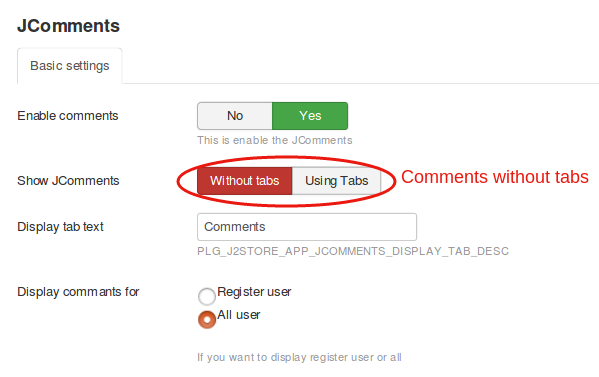 JComments
Basic settings
Enable comments No Yes
This is enable the JComments
Show JComments Without tabs Using Tabs Comments without tabs
Display tab text Comments
PLG_J2STORE_APP_JCOMMENTS_DISPLAY_TAB_DESC
Display commants for Register user
All user
If you want to display register user or all